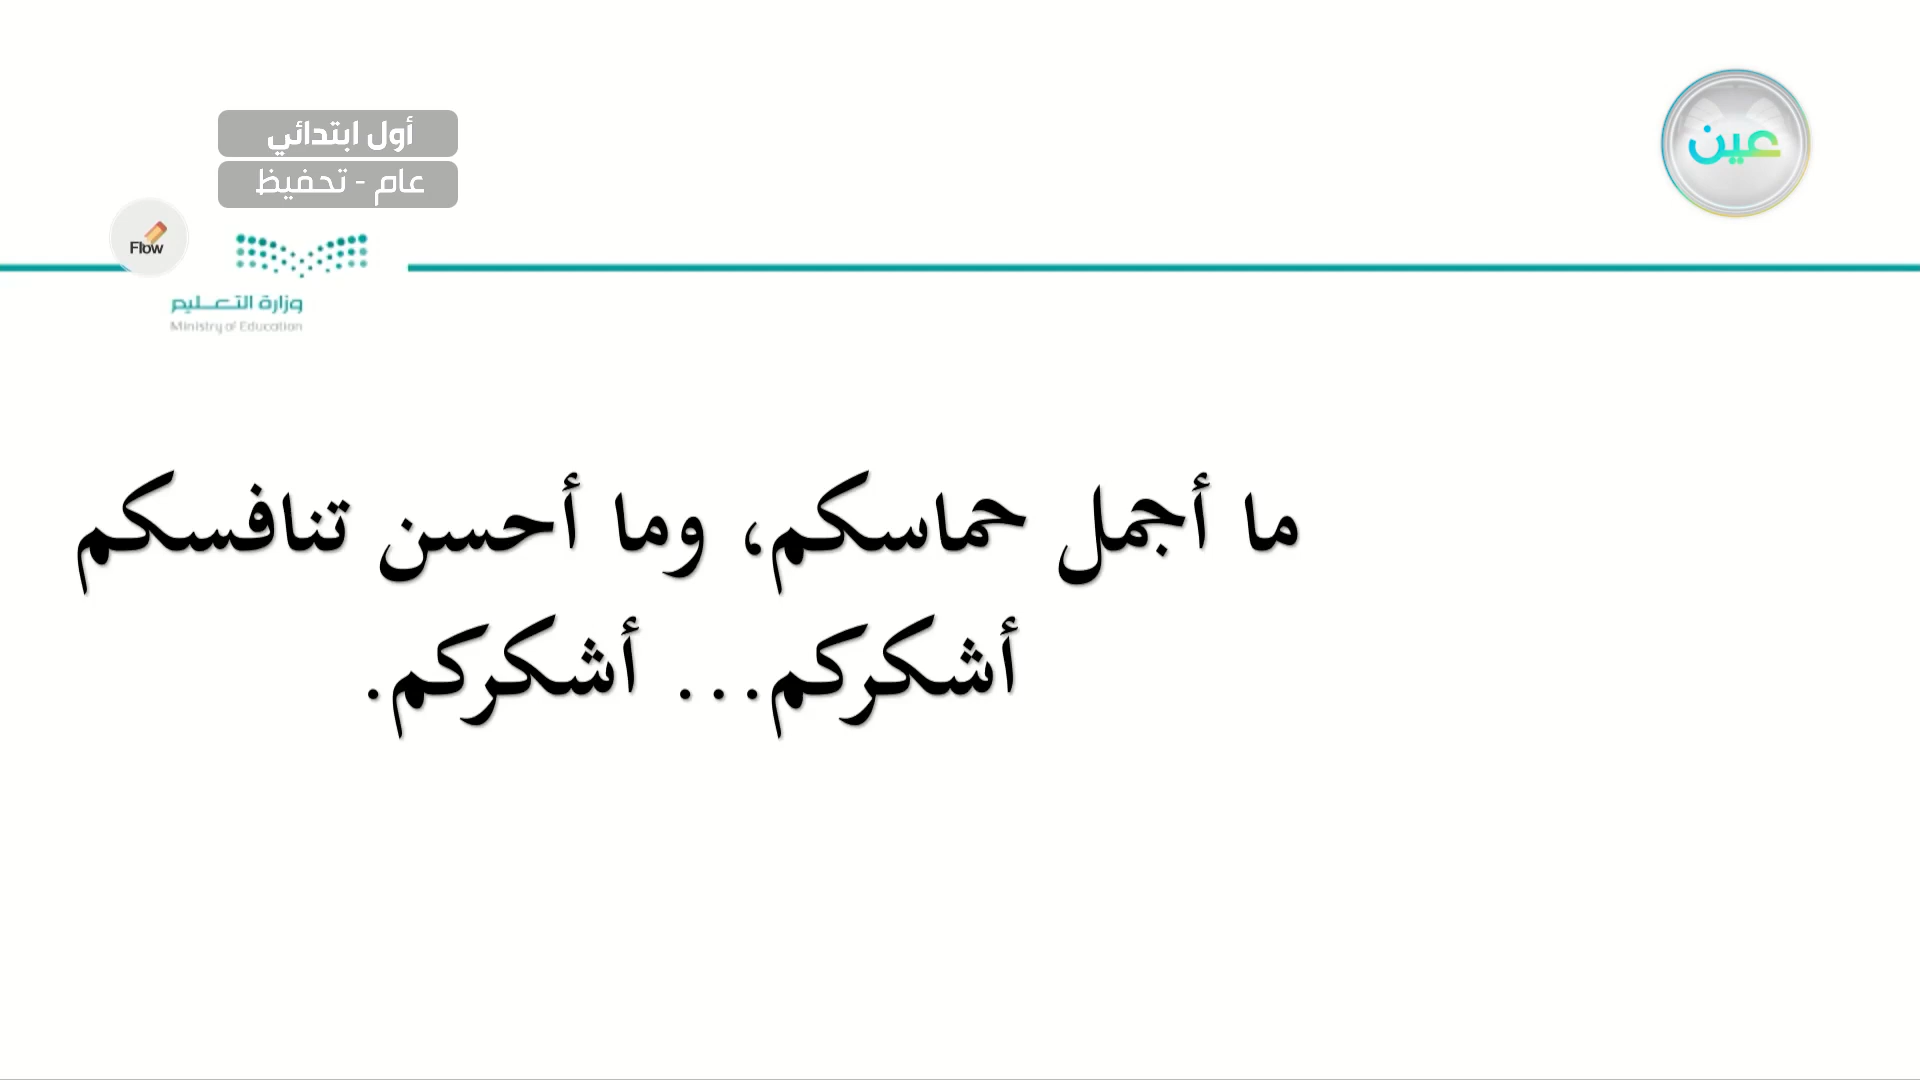 أول ابتدائي
عام - تحفيظ
عين
Flow
وزارة التعليم
Ministry of Education
ما أجمل حماسكم، وما أحسن تنافسكم
أشكركم... أشكركم.